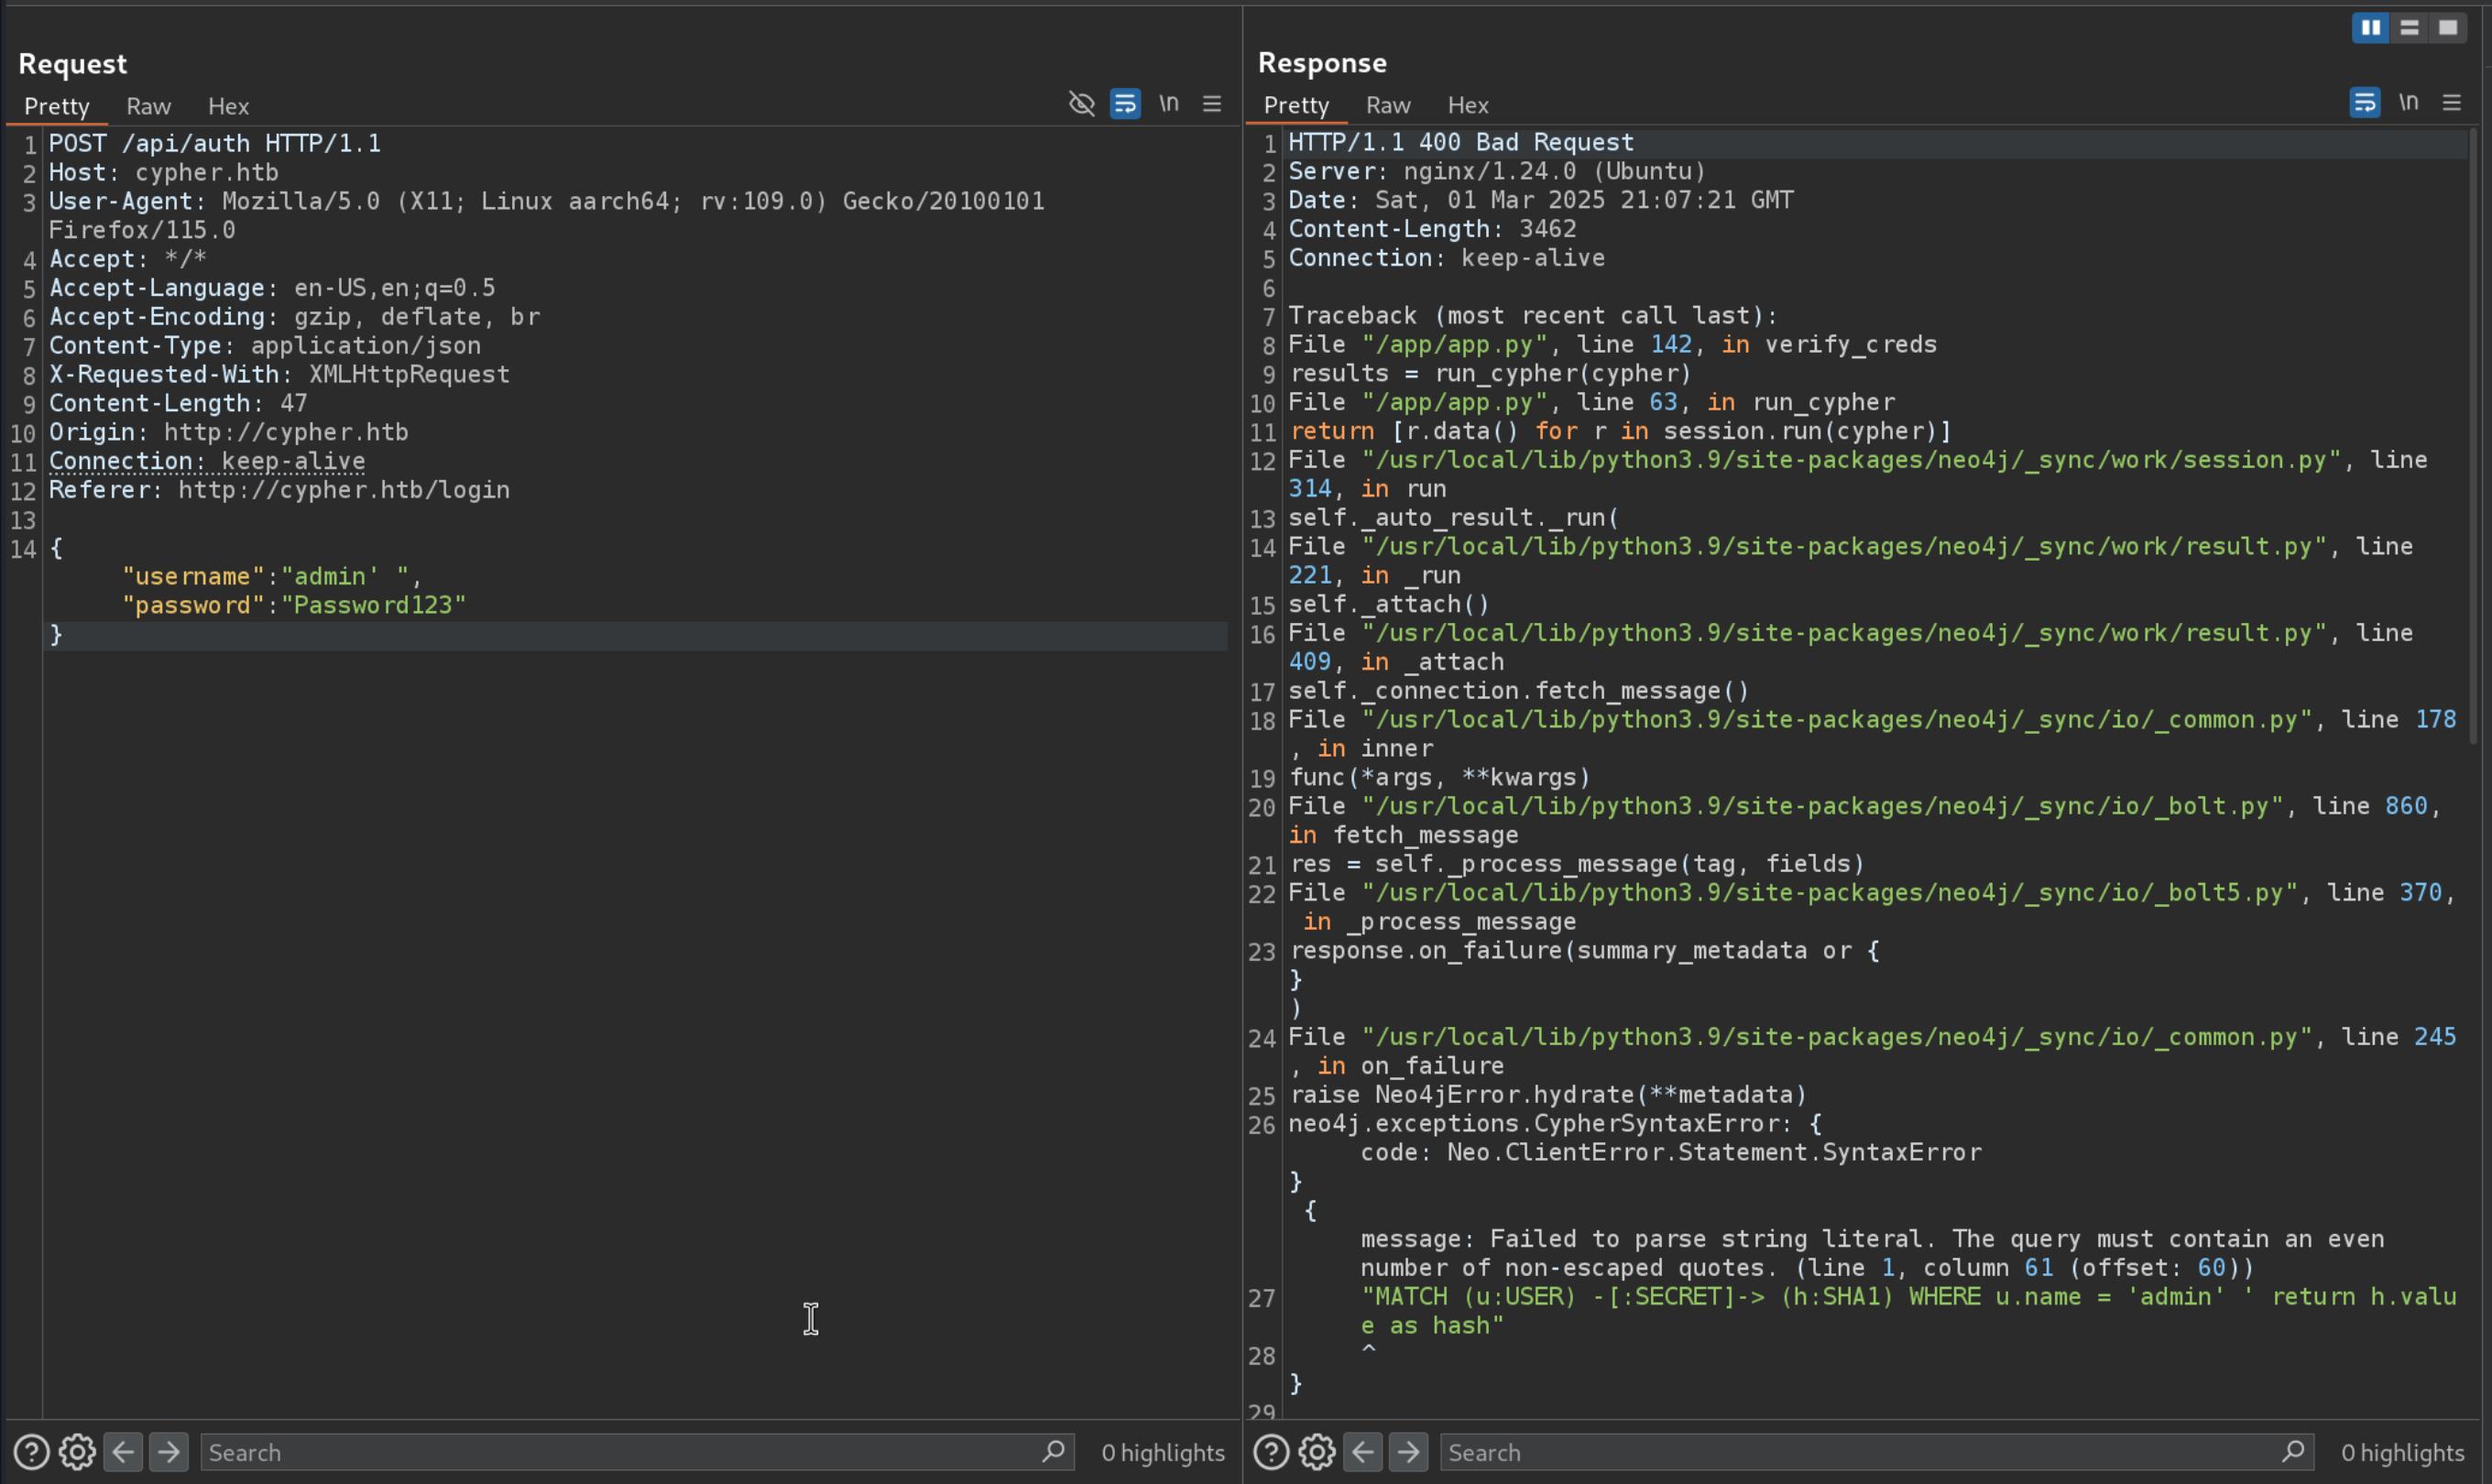 Request
Pretty Raw Hex \n
1 POST /api/auth HTTP/1.1
2 Host: cypher.htb
3 User-Agent: Mozilla/5.0 (X11; Linux aarch64; rv:109.0) Gecko/20100101
Firefox/115.0
4 Accept: */*
5 Accept-Language: en-US,en;q=0.5
6 Accept-Encoding: gzip, deflate, br
7 Content-Type: application/json
8 X-Requested-With: XMLHttpRequest
9 Content-Length: 47
10 Origin: http://cypher.htb
11 Connection: keep-alive
12 Referer: http://cypher.htb/login
13
14 {
"username":"admin' ",
"password":"Password123"
}
Search 0 highlights
Response
Pretty Raw Hex \n
1 HTTP/1.1 400 Bad Request
2 Server: nginx/1.24.0 (Ubuntu)
3 Date: Sat, 01 Mar 2025 21:07:21 GMT
4 Content-Length: 3462
5 Connection: keep-alive
6
7 Traceback (most recent call last):
8 File "/app/app.py", line 142, in verify_creds
9 results = run_cypher(cypher)
10 File "/app/app.py", line 63, in run_cypher
11 return [r.data() for r in session.run(cypher)]
12 File "/usr/local/lib/python3.9/site-packages/neo4j/_sync/work/session.py", line
314, in run
13 self._auto_result._run(
14 File "/usr/local/lib/python3.9/site-packages/neo4j/_sync/work/result.py", line
221, in _run
15 self._attach()
16 File "/usr/local/lib/python3.9/site-packages/neo4j/_sync/work/result.py", line
409, in _attach
17 self._connection.fetch_message()
18 File "/usr/local/lib/python3.9/site-packages/neo4j/_sync/io/_common.py", line 178
, in inner
19 func(*args, **kwargs)
20 File "/usr/local/lib/python3.9/site-packages/neo4j/_sync/io/_bolt.py", line 860,
in fetch_message
21 res = self._process_message(tag, fields)
22 File "/usr/local/lib/python3.9/site-packages/neo4j/_sync/io/_bolt5.py", line 370,
in _process_message
23 response.on_failure(summary_metadata or {
}
)
24 File "/usr/local/lib/python3.9/site-packages/neo4j/_sync/io/_common.py", line 245
, in on_failure
25 raise Neo4jError.hydrate(**metadata)
26 neo4j.exceptions.CypherSyntaxError: {
code: Neo.ClientError.Statement.SyntaxError
}
{
message: Failed to parse string literal. The query must contain an even
number of non-escaped quotes. (line 1, column 61 (offset: 60))
27 "MATCH (u:USER) -[:SECRET]-> (h:SHA1) WHERE u.name = 'admin' ' return h.valu
e as hash"
28 ^
}
29
Search 0 highlights